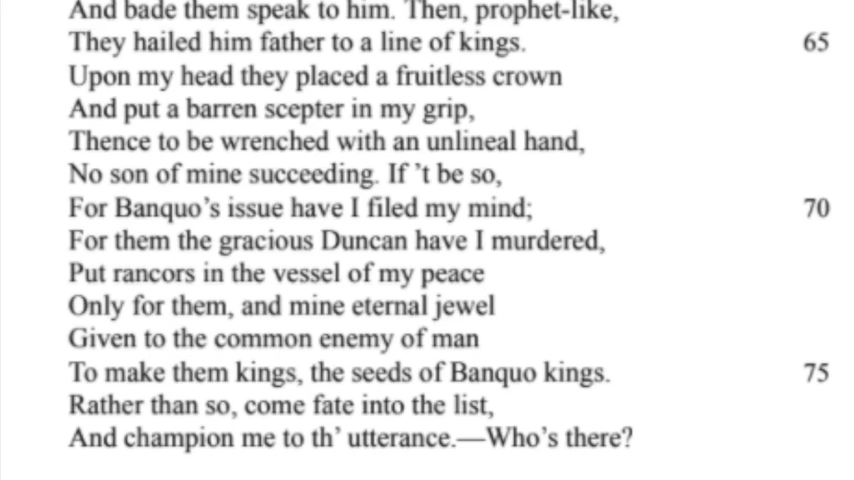 And bade them speak to him. Then, prophet-like,
They hailed him father to a line of kings. 65
Upon my head they placed a fruitless crown
And put a barren scepter in my grip,
Thence to be wrenched with an unlineal hand,
No son of mine succeeding. If ’t be so,
For Banquo’s issue have I filed my mind; 70
For them the gracious Duncan have I murdered,
Put rancors in the vessel of my peace
Only for them, and mine eternal jewel
Given to the common enemy of man
To make them kings, the seeds of Banquo kings. 75
Rather than so, come fate into the list,
And champion me to th’ utterance.—Who’s there?